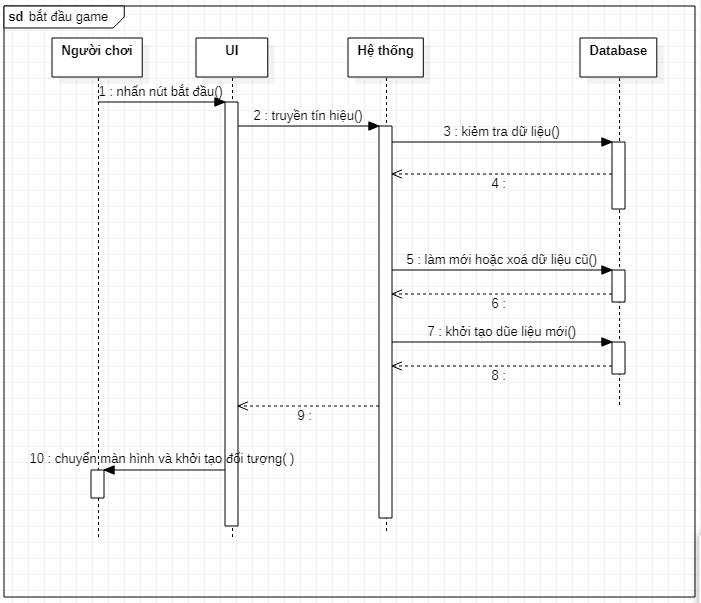 sd bắt đầu game
Người chơi
UI
Hệ thống
Database
1 : nhấn nút bắt đầu()
2 : truyền tín hiệu()
3 : kiẻm tra dữ liệu()
4 :
5 : làm mới hoặc xoá dữ liệu cũ()
6 :
7 : khởi tạo dũe liệu mới()
8 :
9 :
10 : chuyển màn hình và khởi tạo đối tượng( )